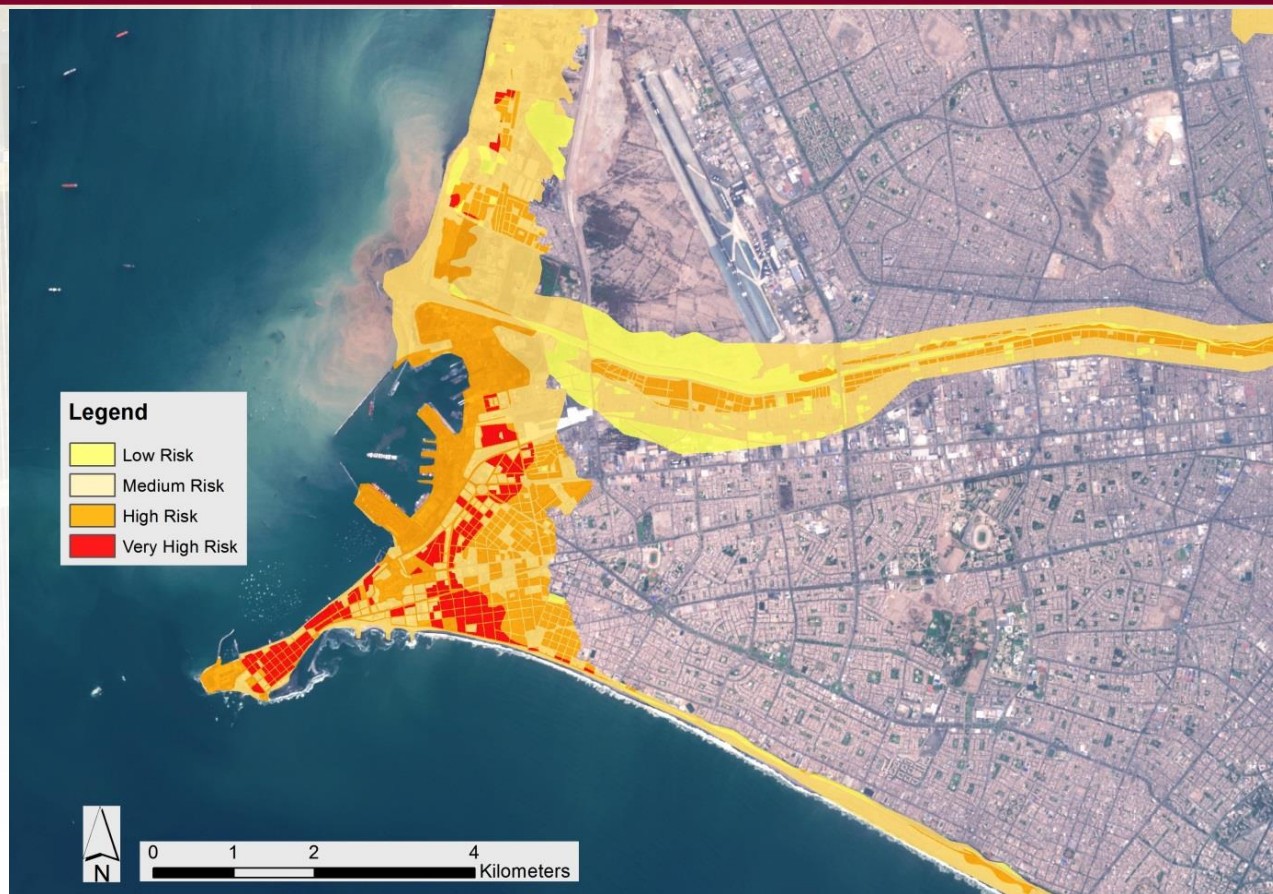 Legend
Low Risk
Medium Risk
High Risk
Very High Risk
N
0 1 2 4
Kilometers